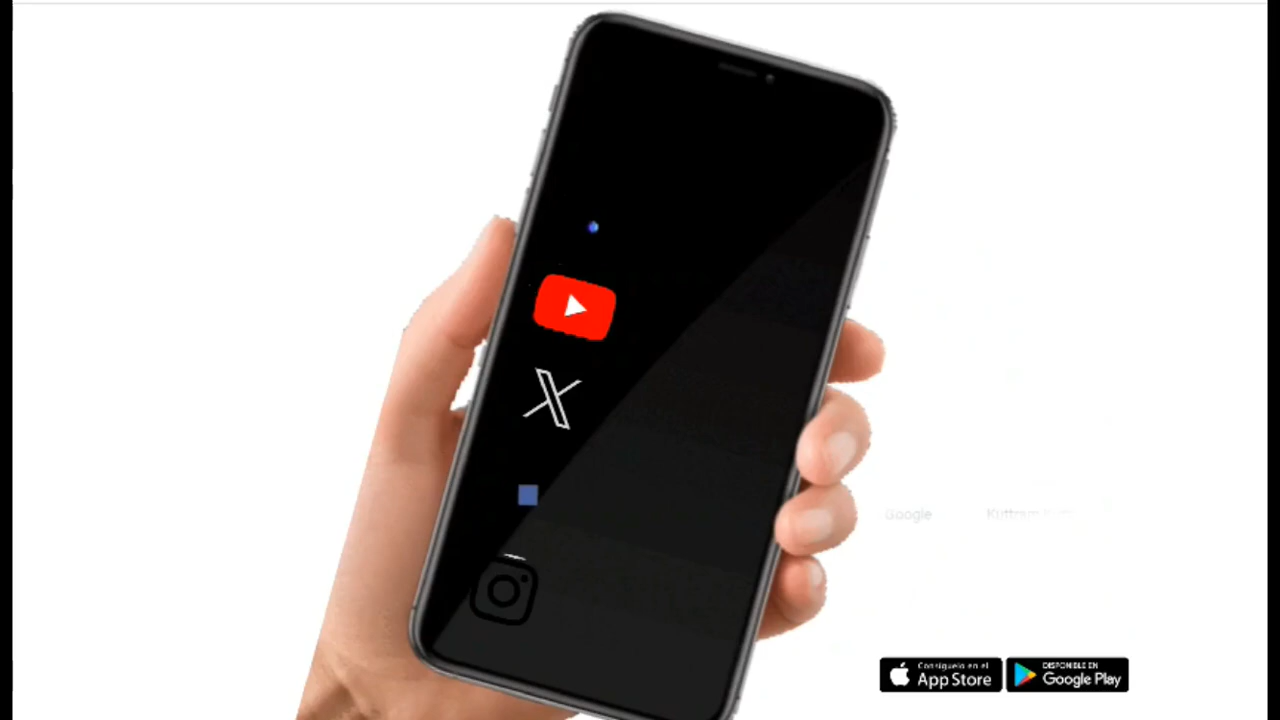 Google
Consíguelo en el
App Store
DISPONIBLE EN
Google Play